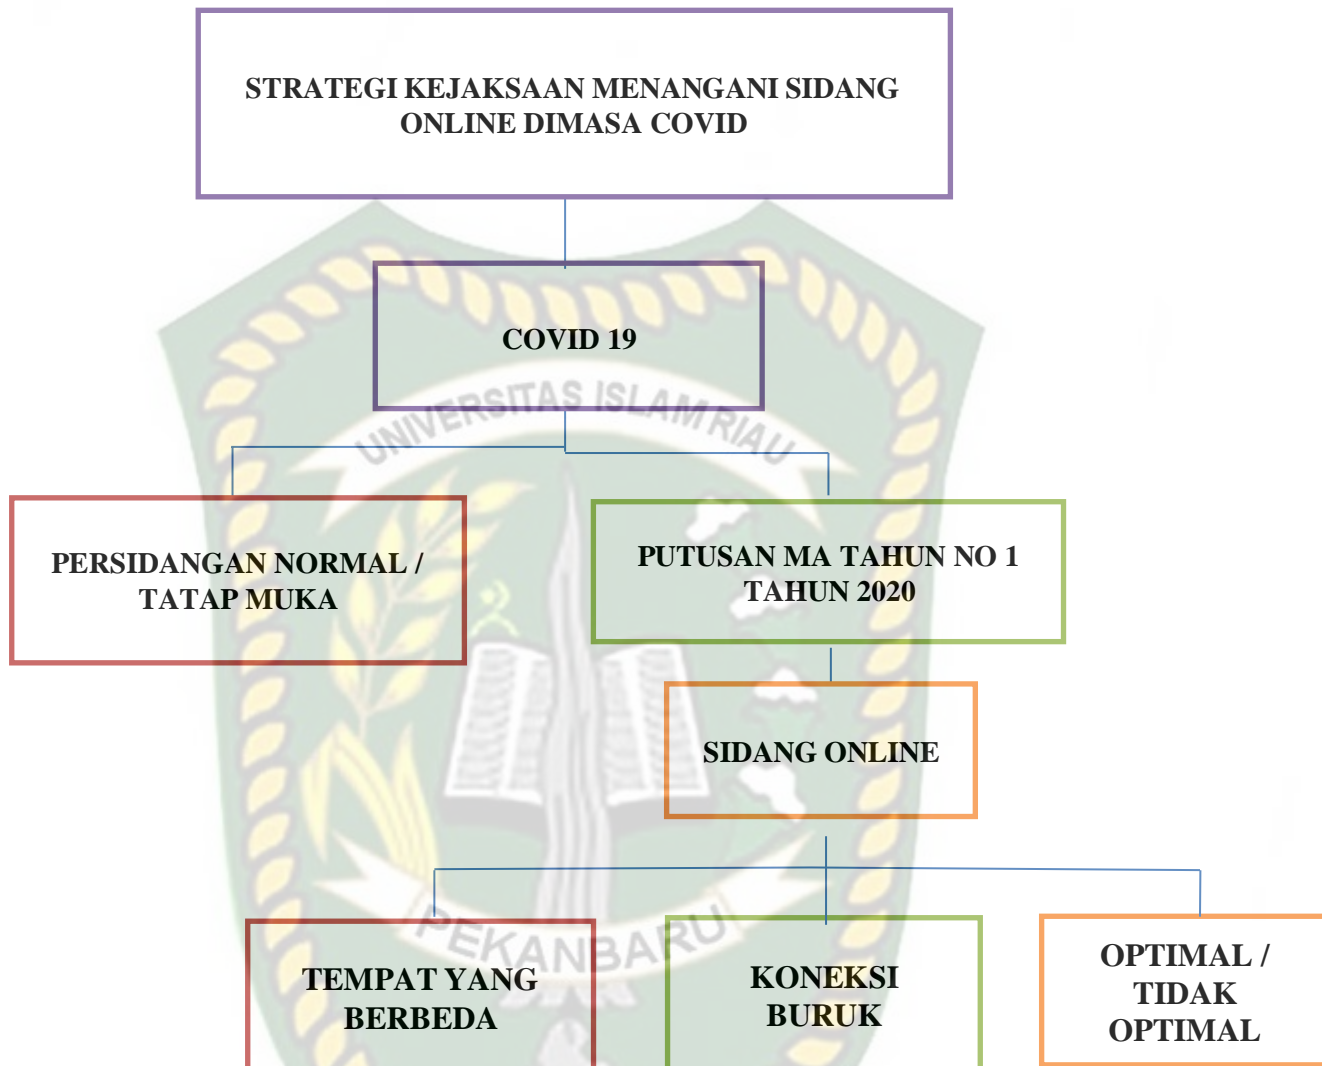 STRATEGI KEJAKSAAN MENANGANI SIDANG
ONLINE DIMASA COVID
COVID 19
UNIVERSITAS ISLAM RIAU
PERSIDANGAN NORMAL /
TATAP MUKA
PUTUSAN MA TAHUN NO 1
TAHUN 2020
SIDANG ONLINE
PEKANBARU
TEMPAT YANG
BERBEDA
KONEKSI
BURUK
OPTIMAL /
TIDAK
OPTIMAL